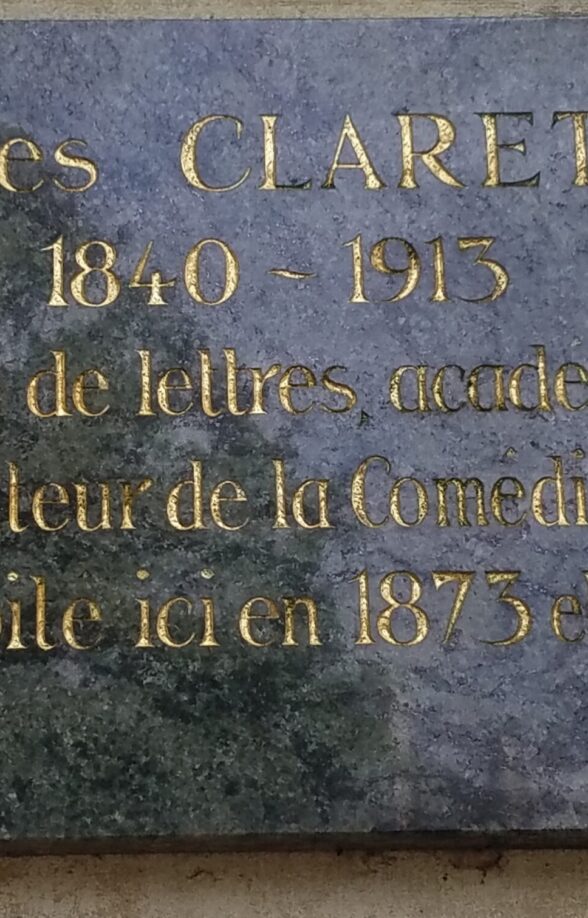 es CLARET
1840 ~ 1913
de lettres, acade
teur de la Comédi
ite ici en 1873 e